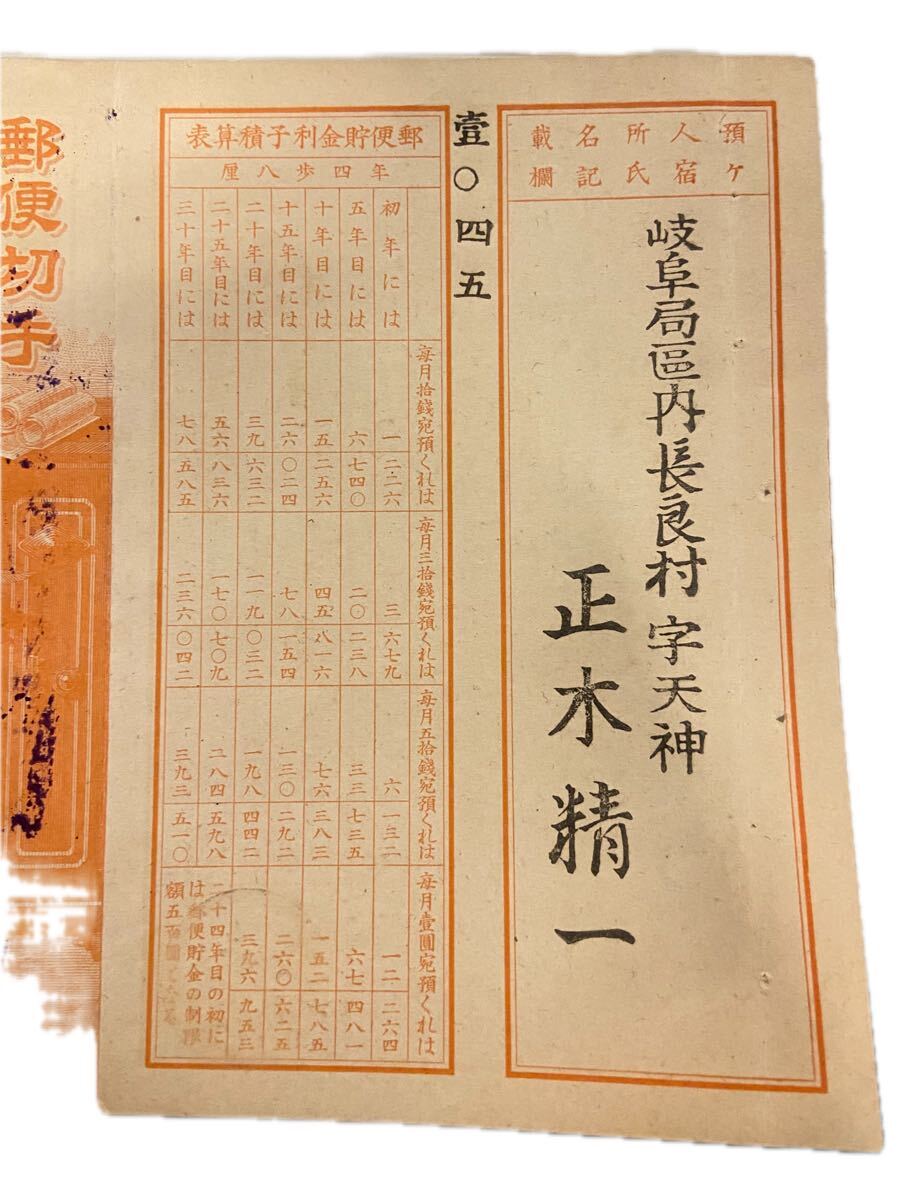 預ケ人宿所氏名記載欄
岐阜局區内長良村字天神
正木精一
壹〇四五
郵便貯金利子積算表
年四歩八厘
毎月拾錢宛預くれは 毎月三拾錢宛預くれは 毎月五拾錢宛預くれは 毎月壹圓宛預くれは
初年には 一 二二六 三 六七九 六 一三二 一二 二六四
五年目には 六 七四〇 二〇 二三八 三三 七三五 六七 四八一
十年目には 一五 二五六 四五 八一六 七六 三八三 一五二 七八五
十五年目には 二六 〇二四 七八 一五四 一三〇 二九二 二六〇 六二五
二十年目には 三九 六三二 一一九 〇三二 一九八 四四二 三九六 九五三
二十五年目には 五六 八三六 一七〇 七〇九 二八四 五九八
三十年目には 七八 五八五 二三六 〇四二 三九三 五一〇
二十四年目の初に
は郵便貯金の制限
額五百圓
郵便切手